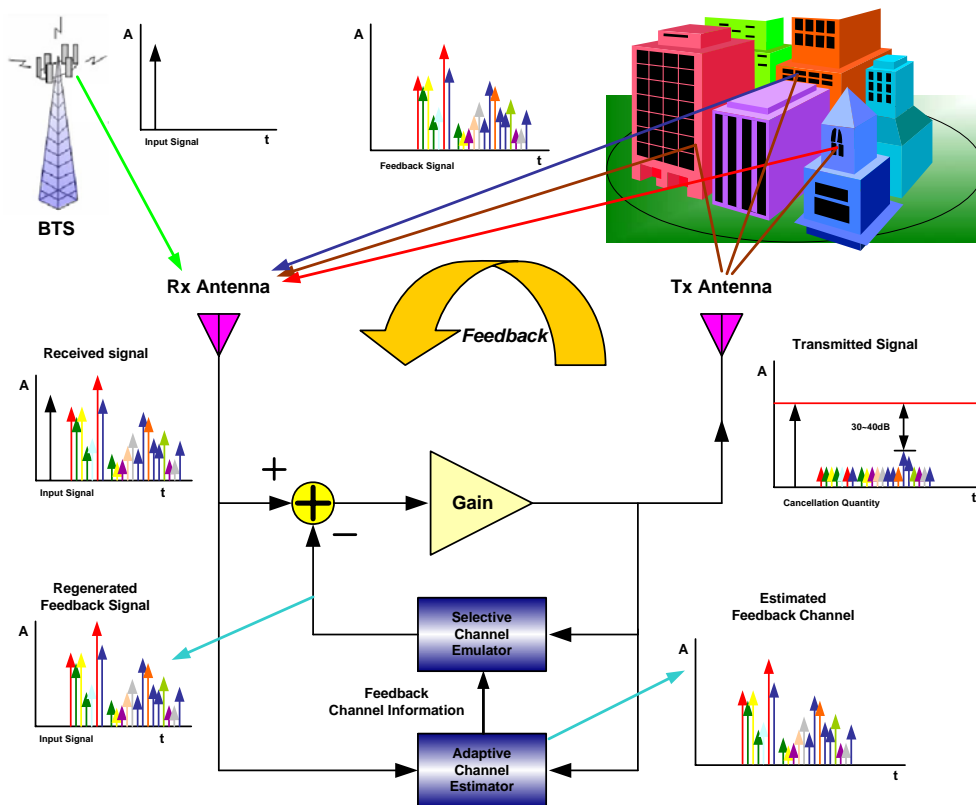 A
Input Signal
t
A
Feedback Signal
t
BTS
Rx Antenna
Tx Antenna
Feedback
Received signal
A
Input Signal
t
Transmitted Signal
A
30~40dB
Cancellation Quantity
t
+
−
Gain
Regenerated
Feedback Signal
A
Input Signal
t
Selective
Channel
Emulator
Estimated
Feedback Channel
A
t
Feedback
Channel Information
Adaptive
Channel
Estimator